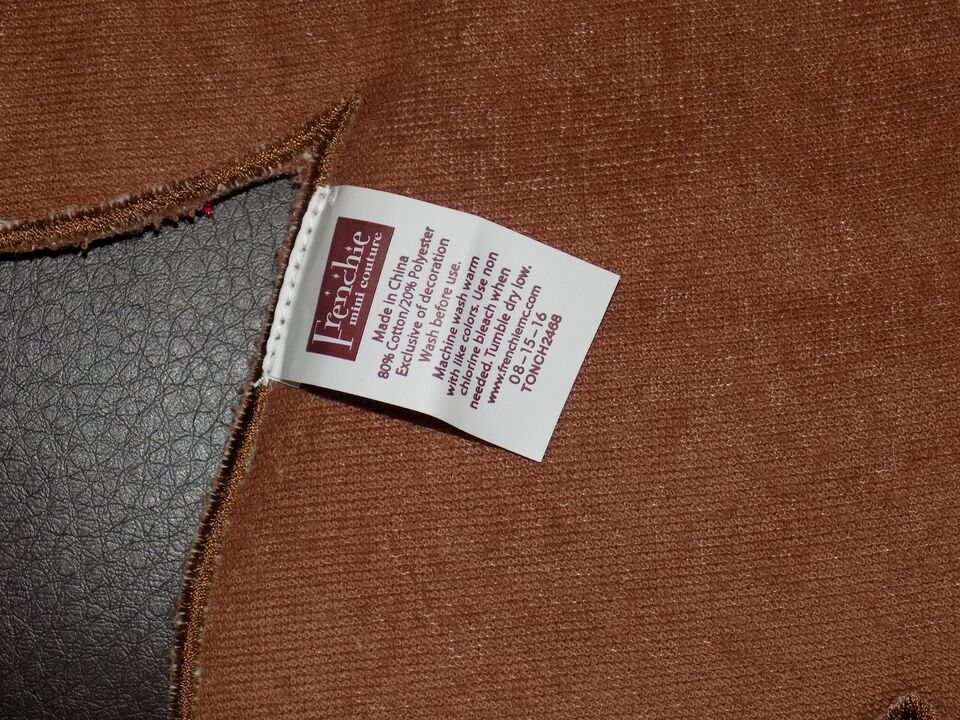 Frenchie
mini couture
Made in China
80% Cotton/20% Polyester
Exclusive of decoration
Wash before use.
Machine wash warm
with like colors. Use non
chlorine bleach when
needed. Tumble dry low.
www.frenchiemc.com
08-15-16
TONCH2468